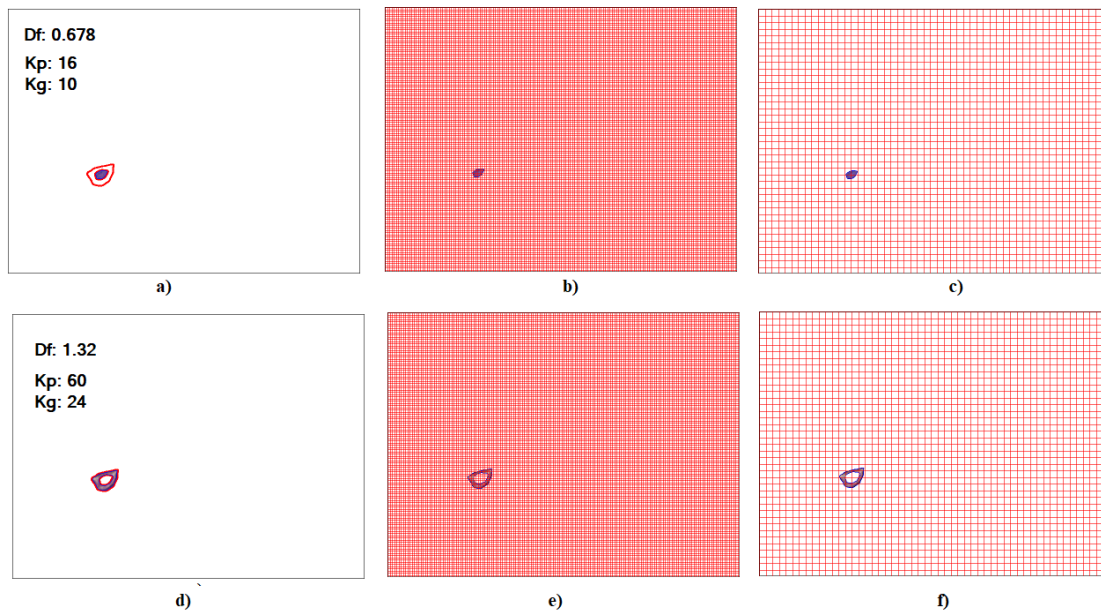 Df: 0.678
Kp: 16
Kg: 10
a)
b)
c)
Df: 1.32
Kp: 60
Kg: 24
d)
e)
f)